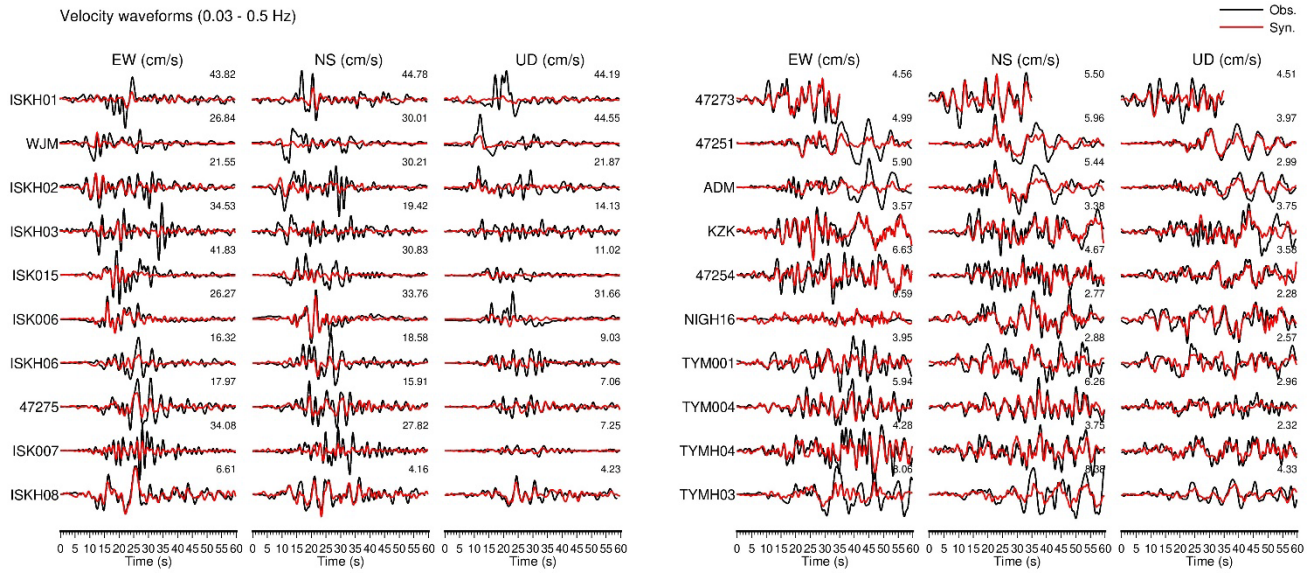 Velocity waveforms (0.03 - 0.5 Hz)
Obs.
Syn.
EW (cm/s) NS (cm/s) UD (cm/s)
43.82 44.78 44.19
ISKH01
26.84 30.01 44.55
WJM
21.55 30.21 21.87
ISKH02
34.53 19.42 14.13
ISKH03
41.83 30.83 11.02
ISK015
26.27 33.76 31.66
ISK006
16.32 18.58 9.03
ISKH06
17.97 15.91 7.06
47275
34.08 27.82 7.25
ISK007
6.61 4.16 4.23
ISKH08
0 5 10 15 20 25 30 35 40 45 50 55 60 0 5 10 15 20 25 30 35 40 45 50 55 60 0 5 10 15 20 25 30 35 40 45 50 55 60
Time (s) Time (s) Time (s)
EW (cm/s) NS (cm/s) UD (cm/s)
4.56 5.50 4.51
47273
4.99 5.96 3.97
47251
5.90 5.44 2.99
ADM
3.57 3.38 3.75
KZK
6.63 4.67 3.58
47254
6.59 2.77 2.28
NIGH16
3.95 2.88 2.57
TYM001
5.94 6.26 2.96
TYM004
4.28 3.75 2.32
TYMH04
8.06 8.38 4.33
TYMH03
0 5 10 15 20 25 30 35 40 45 50 55 60 0 5 10 15 20 25 30 35 40 45 50 55 60 0 5 10 15 20 25 30 35 40 45 50 55 60
Time (s) Time (s) Time (s)